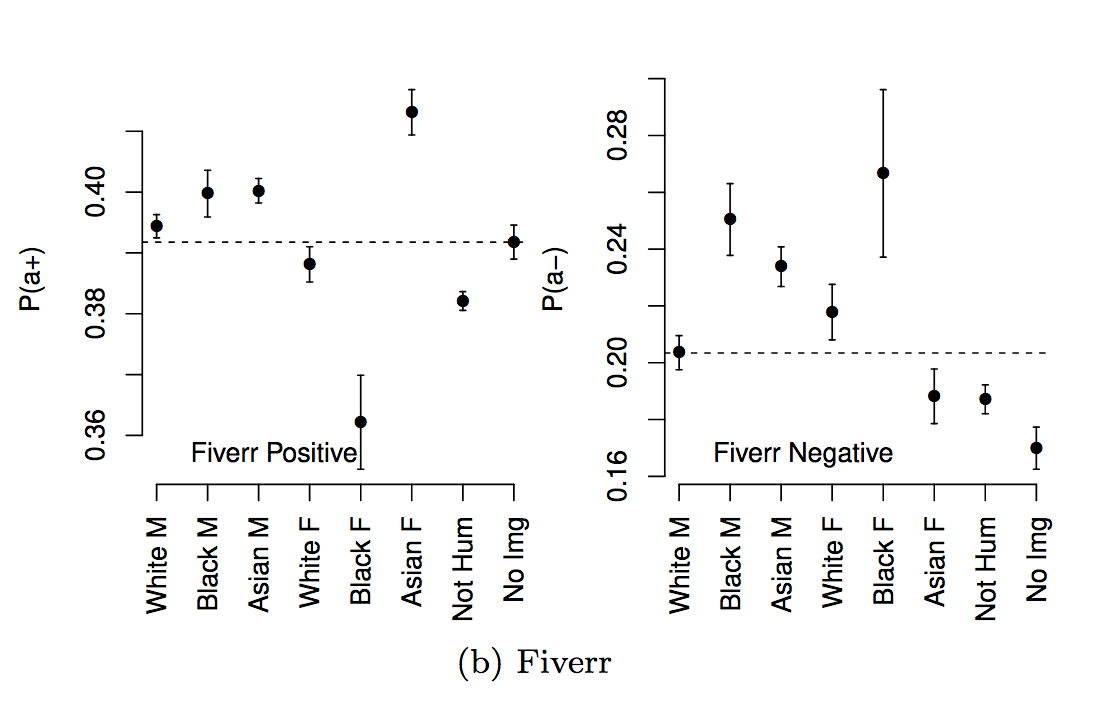 P(a+)
0.40
0.38
0.36
Fiverr Positive
White M
Black M
Asian M
White F
Black F
Asian F
Not Hum
No Img
P(a−)
0.28
0.24
0.20
0.16
Fiverr Negative
White M
Black M
Asian M
White F
Black F
Asian F
Not Hum
No Img
(b) Fiverr